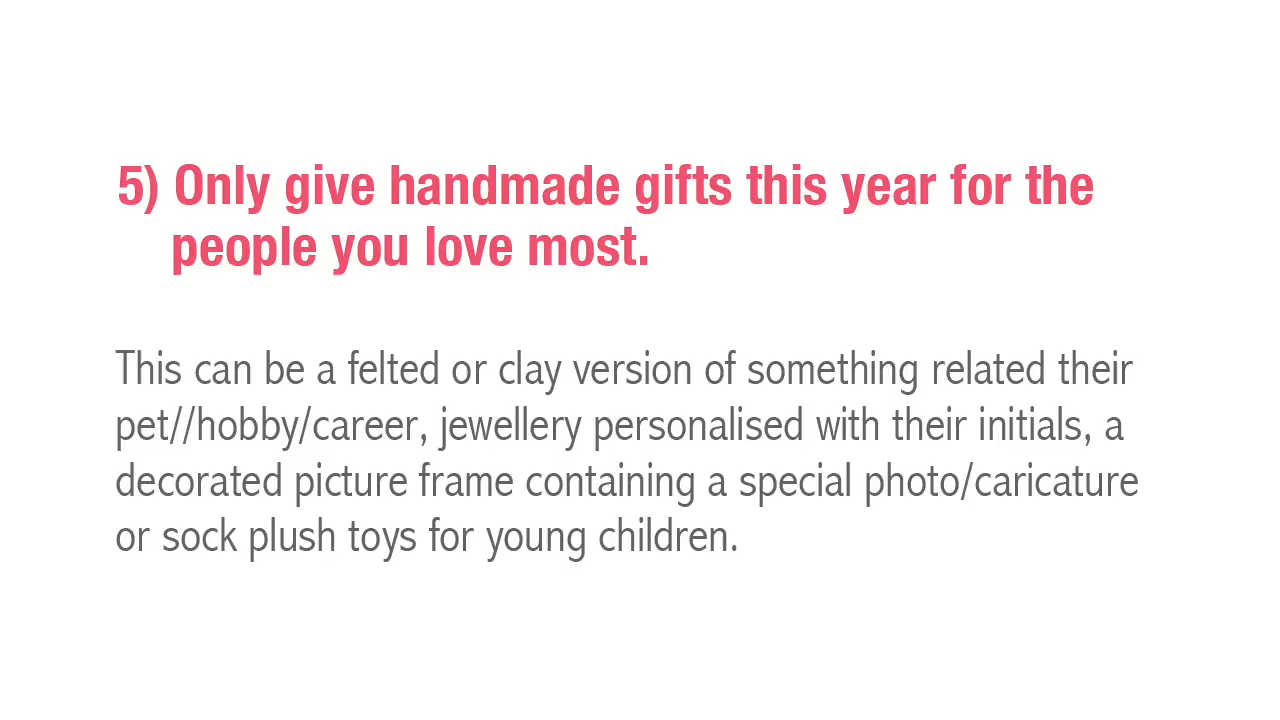 5) Only give handmade gifts this year for the
people you love most.
This can be a felted or clay version of something related their
pet//hobby/career, jewellery personalised with their initials, a
decorated picture frame containing a special photo/caricature
or sock plush toys for young children.